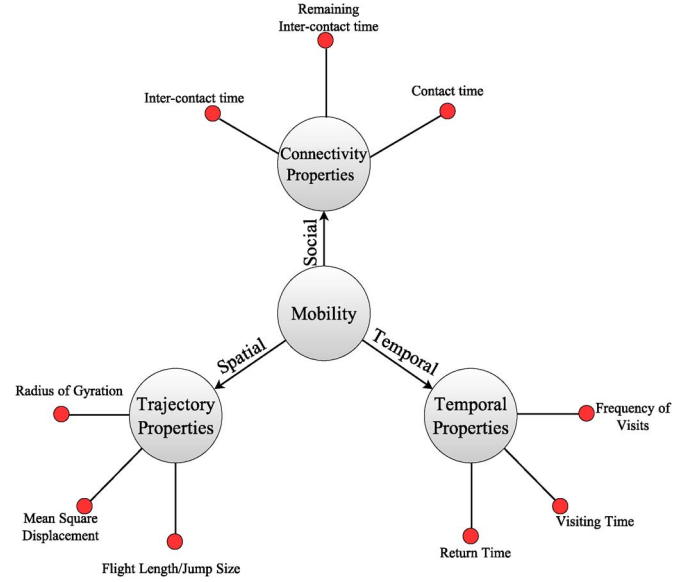 Remaining
Inter-contact time
Inter-contact time
Contact time
Connectivity
Properties
Social
Mobility
Spatial
Temporal
Radius of Gyration
Trajectory
Properties
Temporal
Properties
Frequency of
Visits
Mean Square
Displacement
Visiting Time
Return Time
Flight Length/Jump Size